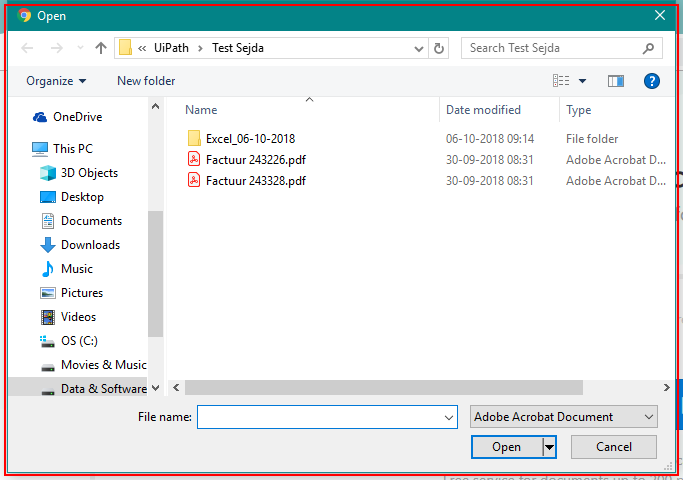 Open
UiPath Test Sejda
Search Test Sejda
Organize New folder
Name Date modified Type
OneDrive
This PC
3D Objects
Desktop
Documents
Downloads
Music
Pictures
Videos
OS (C:)
Movies & Music
Data & Software
Excel_06-10-2018 06-10-2018 09:14 File folder
Factuur 243226.pdf 30-09-2018 08:31 Adobe Acrobat D...
Factuur 243328.pdf 30-09-2018 08:31 Adobe Acrobat D...
File name: Adobe Acrobat Document
Open Cancel